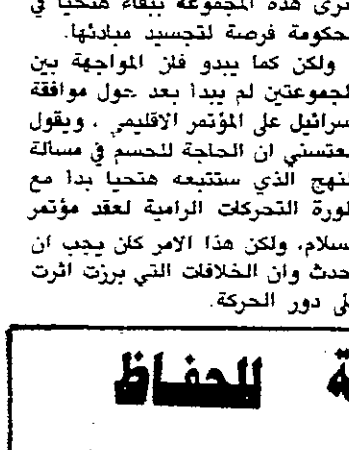 ترى هذه المجموعة ببقاء هتحيا في
حكومة فرصة لتجسيد مبادئها.
ولكن كما يبدو فان المواجهة بين
لجموعتين لم يبدا بعد حول موافقة
سرائيل على المؤتمر الاقليمي ، ويقول
عتسني ان الحاجة للحسم في مسالة
لنهج الذي ستتبعه هتحيا بدا مع
لورة التحركات الرامية لعقد مؤتمر
سلام، ولكن هذا الامر كان يجب ان
حدث وان الخلافات التي برزت اثرت
لى دور الحركة.
ة للحفاظ